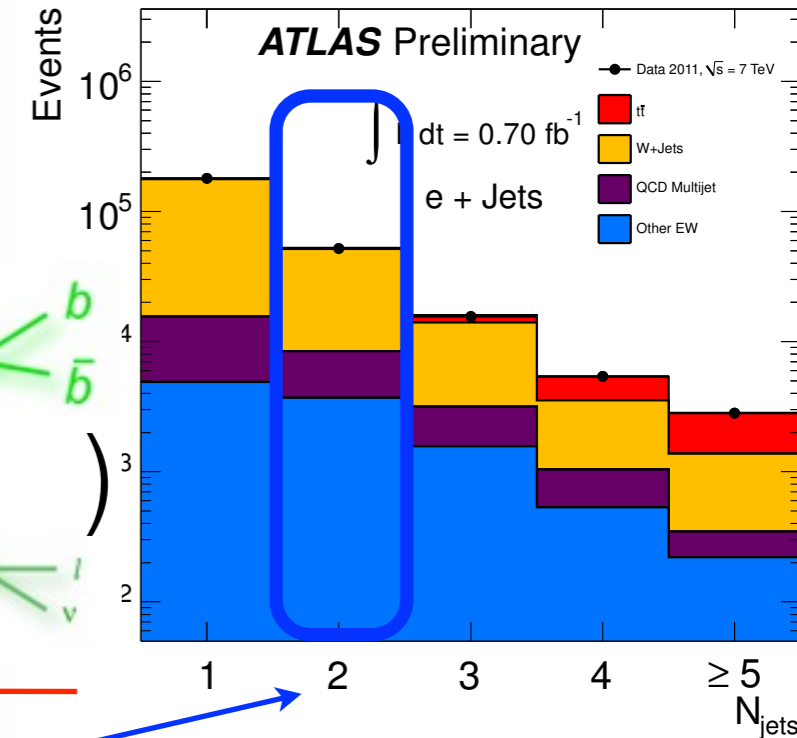 Events
ATLAS Preliminary
Data 2011, √s = 7 TeV
tt̄
W+Jets
QCD Multijet
Other EW
∫ dt = 0.70 fb⁻¹
e + Jets
10⁶
10⁵
4
3
2
b
b̄
)
l
ν
1 2 3 4 ≥ 5
N_jets